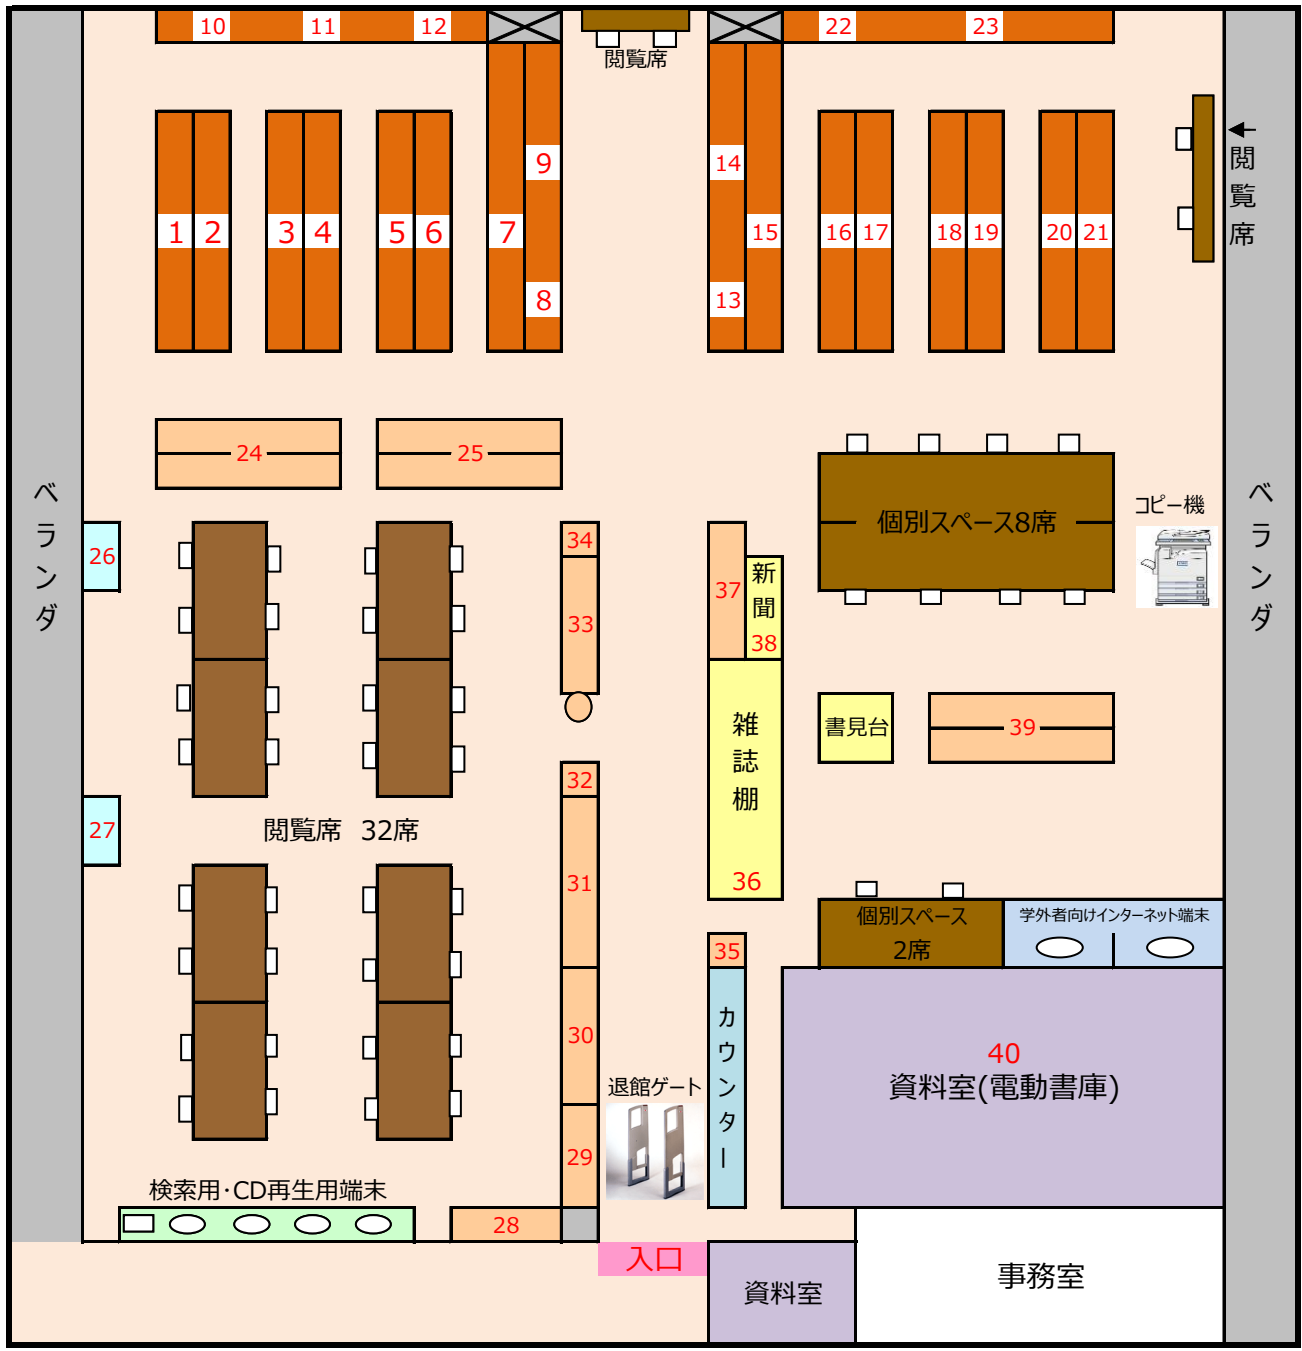 10 11 12 22 23
閲覧席
9 14
←
閲覧席
1 2 3 4 5 6 7 15 16 17 18 19 20 21
8 13
24 25
ベランダ
ベランダ
個別スペース8席
コピー機
26
34
33
37
新聞
38
雑誌棚
36
書見台
39
32
27
閲覧席 32席
31
個別スペース
2席
学外者向けインターネット端末
35
カウンター
30
40
資料室(電動書庫)
退館ゲート
29
検索用・CD再生用端末
28
入口
資料室
事務室